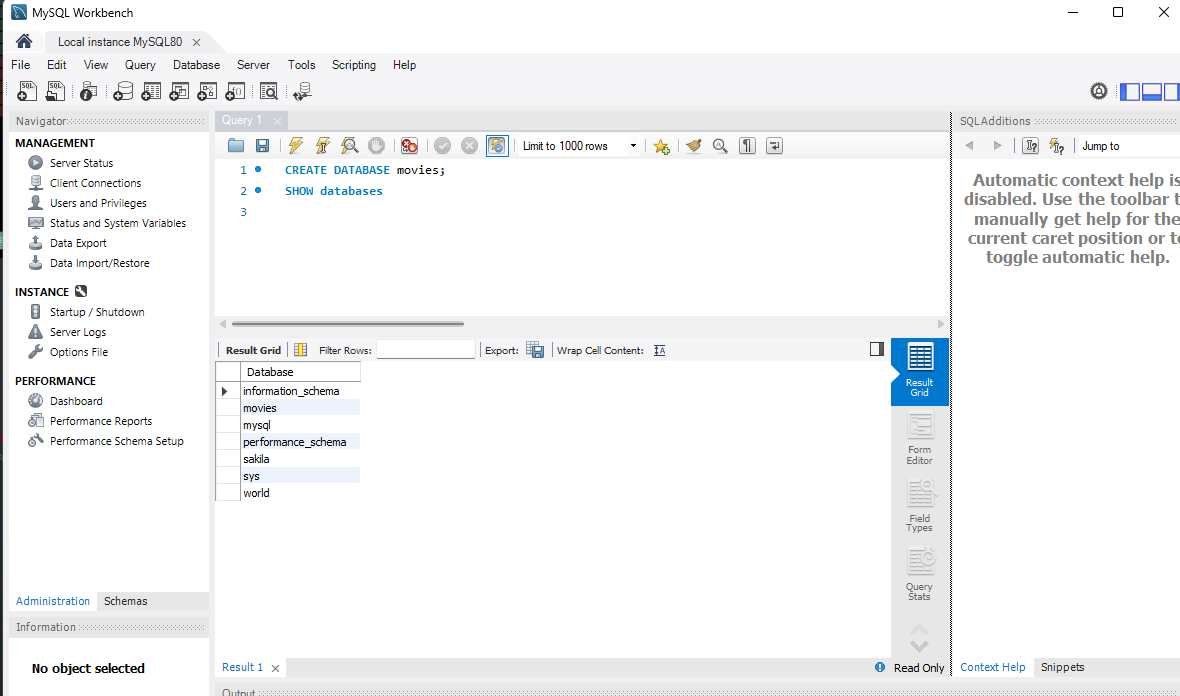 MySQL Workbench
Local instance MySQL80
File Edit View Query Database Server Tools Scripting Help
Navigator
MANAGEMENT
Server Status
Client Connections
Users and Privileges
Status and System Variables
Data Export
Data Import/Restore
INSTANCE
Startup / Shutdown
Server Logs
Options File
PERFORMANCE
Dashboard
Performance Reports
Performance Schema Setup
Administration Schemas
Information
No object selected
Query 1
Limit to 1000 rows
1 CREATE DATABASE movies;
2 SHOW databases
3
Result Grid Filter Rows: Export: Wrap Cell Content:
Database
information_schema
movies
mysql
performance_schema
sakila
sys
world
Result
Grid
Form
Editor
Field
Types
Query
Stats
Result 1
Read Only
Output
SQLAdditions
Jump to
Automatic context help is
disabled. Use the toolbar t
manually get help for the
current caret position or to
toggle automatic help.
Context Help Snippets